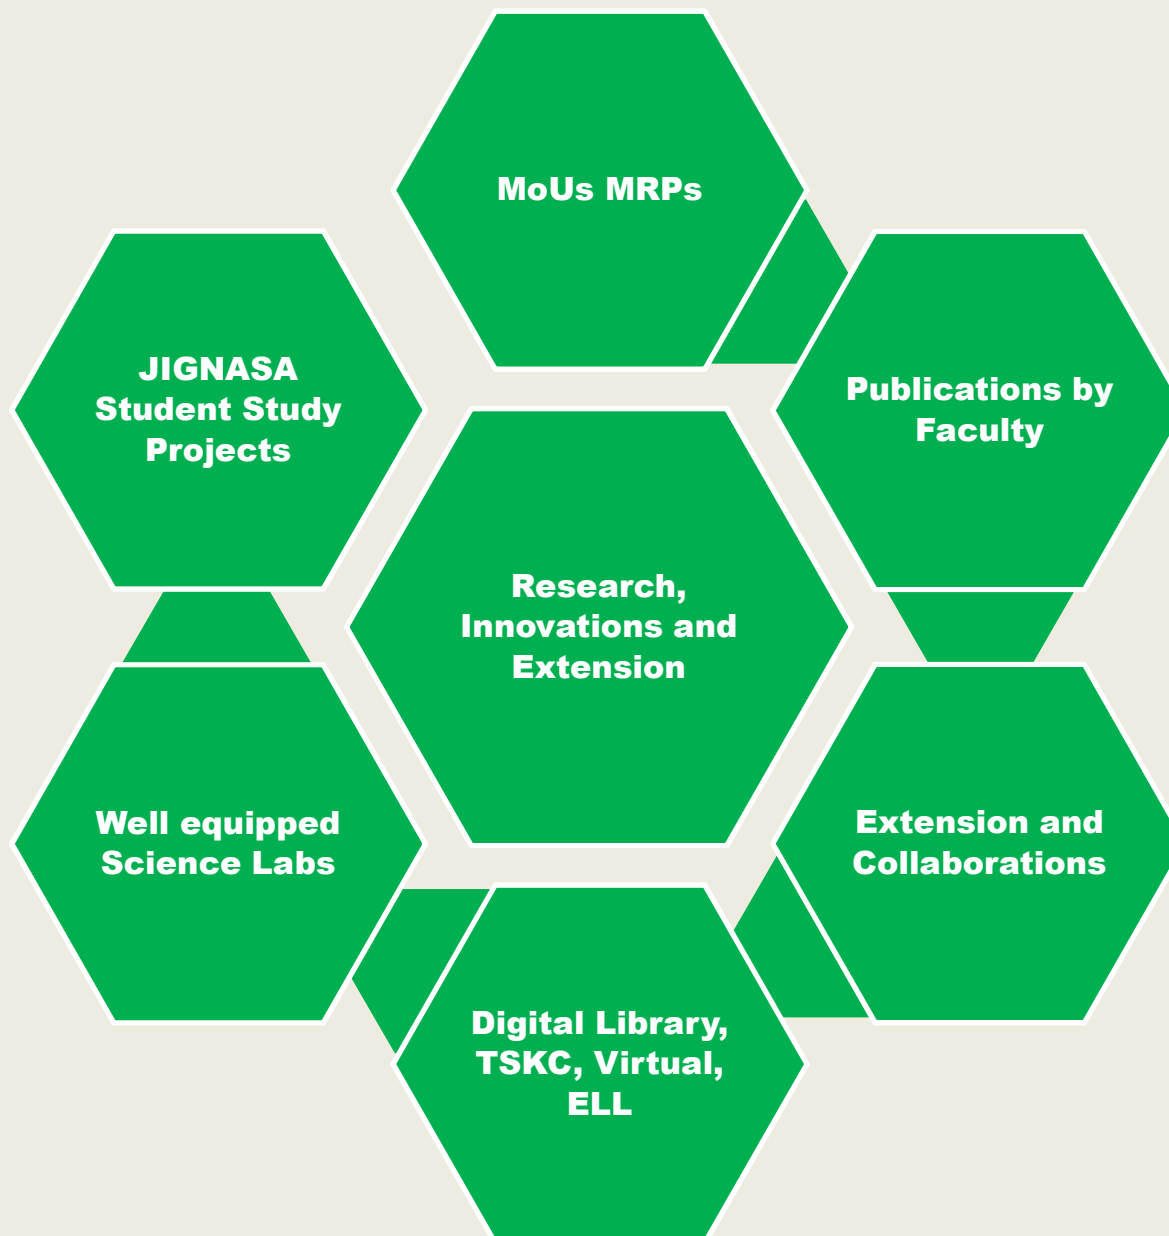 MoUs MRPs
JIGNASA
Student Study
Projects
Publications by
Faculty
Research,
Innovations and
Extension
Well equipped
Science Labs
Extension and
Collaborations
Digital Library,
TSKC, Virtual,
ELL